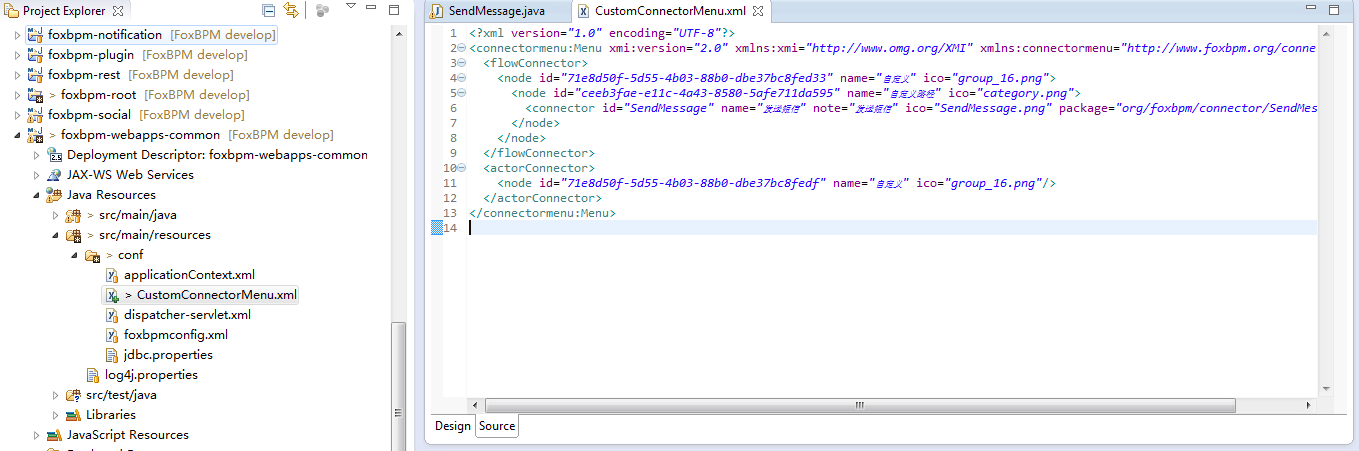 Project Explorer
foxbpm-notification [FoxBPM develop]
foxbpm-plugin [FoxBPM develop]
foxbpm-rest [FoxBPM develop]
> foxbpm-root [FoxBPM develop]
foxbpm-social [FoxBPM develop]
> foxbpm-webapps-common [FoxBPM develop]
Deployment Descriptor: foxbpm-webapps-common
JAX-WS Web Services
Java Resources
> src/main/java
> src/main/resources
> conf
applicationContext.xml
> CustomConnectorMenu.xml
dispatcher-servlet.xml
foxbpmconfig.xml
jdbc.properties
log4j.properties
src/test/java
Libraries
JavaScript Resources
SendMessage.java
CustomConnectorMenu.xml
1 <?xml version="1.0" encoding="UTF-8"?>
2 <connectormenu:Menu xmi:version="2.0" xmlns:xmi="http://www.omg.org/XMI" xmlns:connectormenu="http://www.foxbpm.org/conne
3 <flowConnector>
4 <node id="71e8d50f-5d55-4b03-88b0-dbe37bc8fed33" name="自定义" ico="group_16.png">
5 <node id="ceeb3fae-e11c-4a43-8580-5afe711da595" name="自定义路径" ico="category.png">
6 <connector id="SendMessage" name="发送短信" note="发送短信" ico="SendMessage.png" package="org/foxbpm/connector/SendMes
7 </node>
8 </node>
9 </flowConnector>
10 <actorConnector>
11 <node id="71e8d50f-5d55-4b03-88b0-dbe37bc8fedf" name="自定义" ico="group_16.png"/>
12 </actorConnector>
13 </connectormenu:Menu>
14
Design
Source